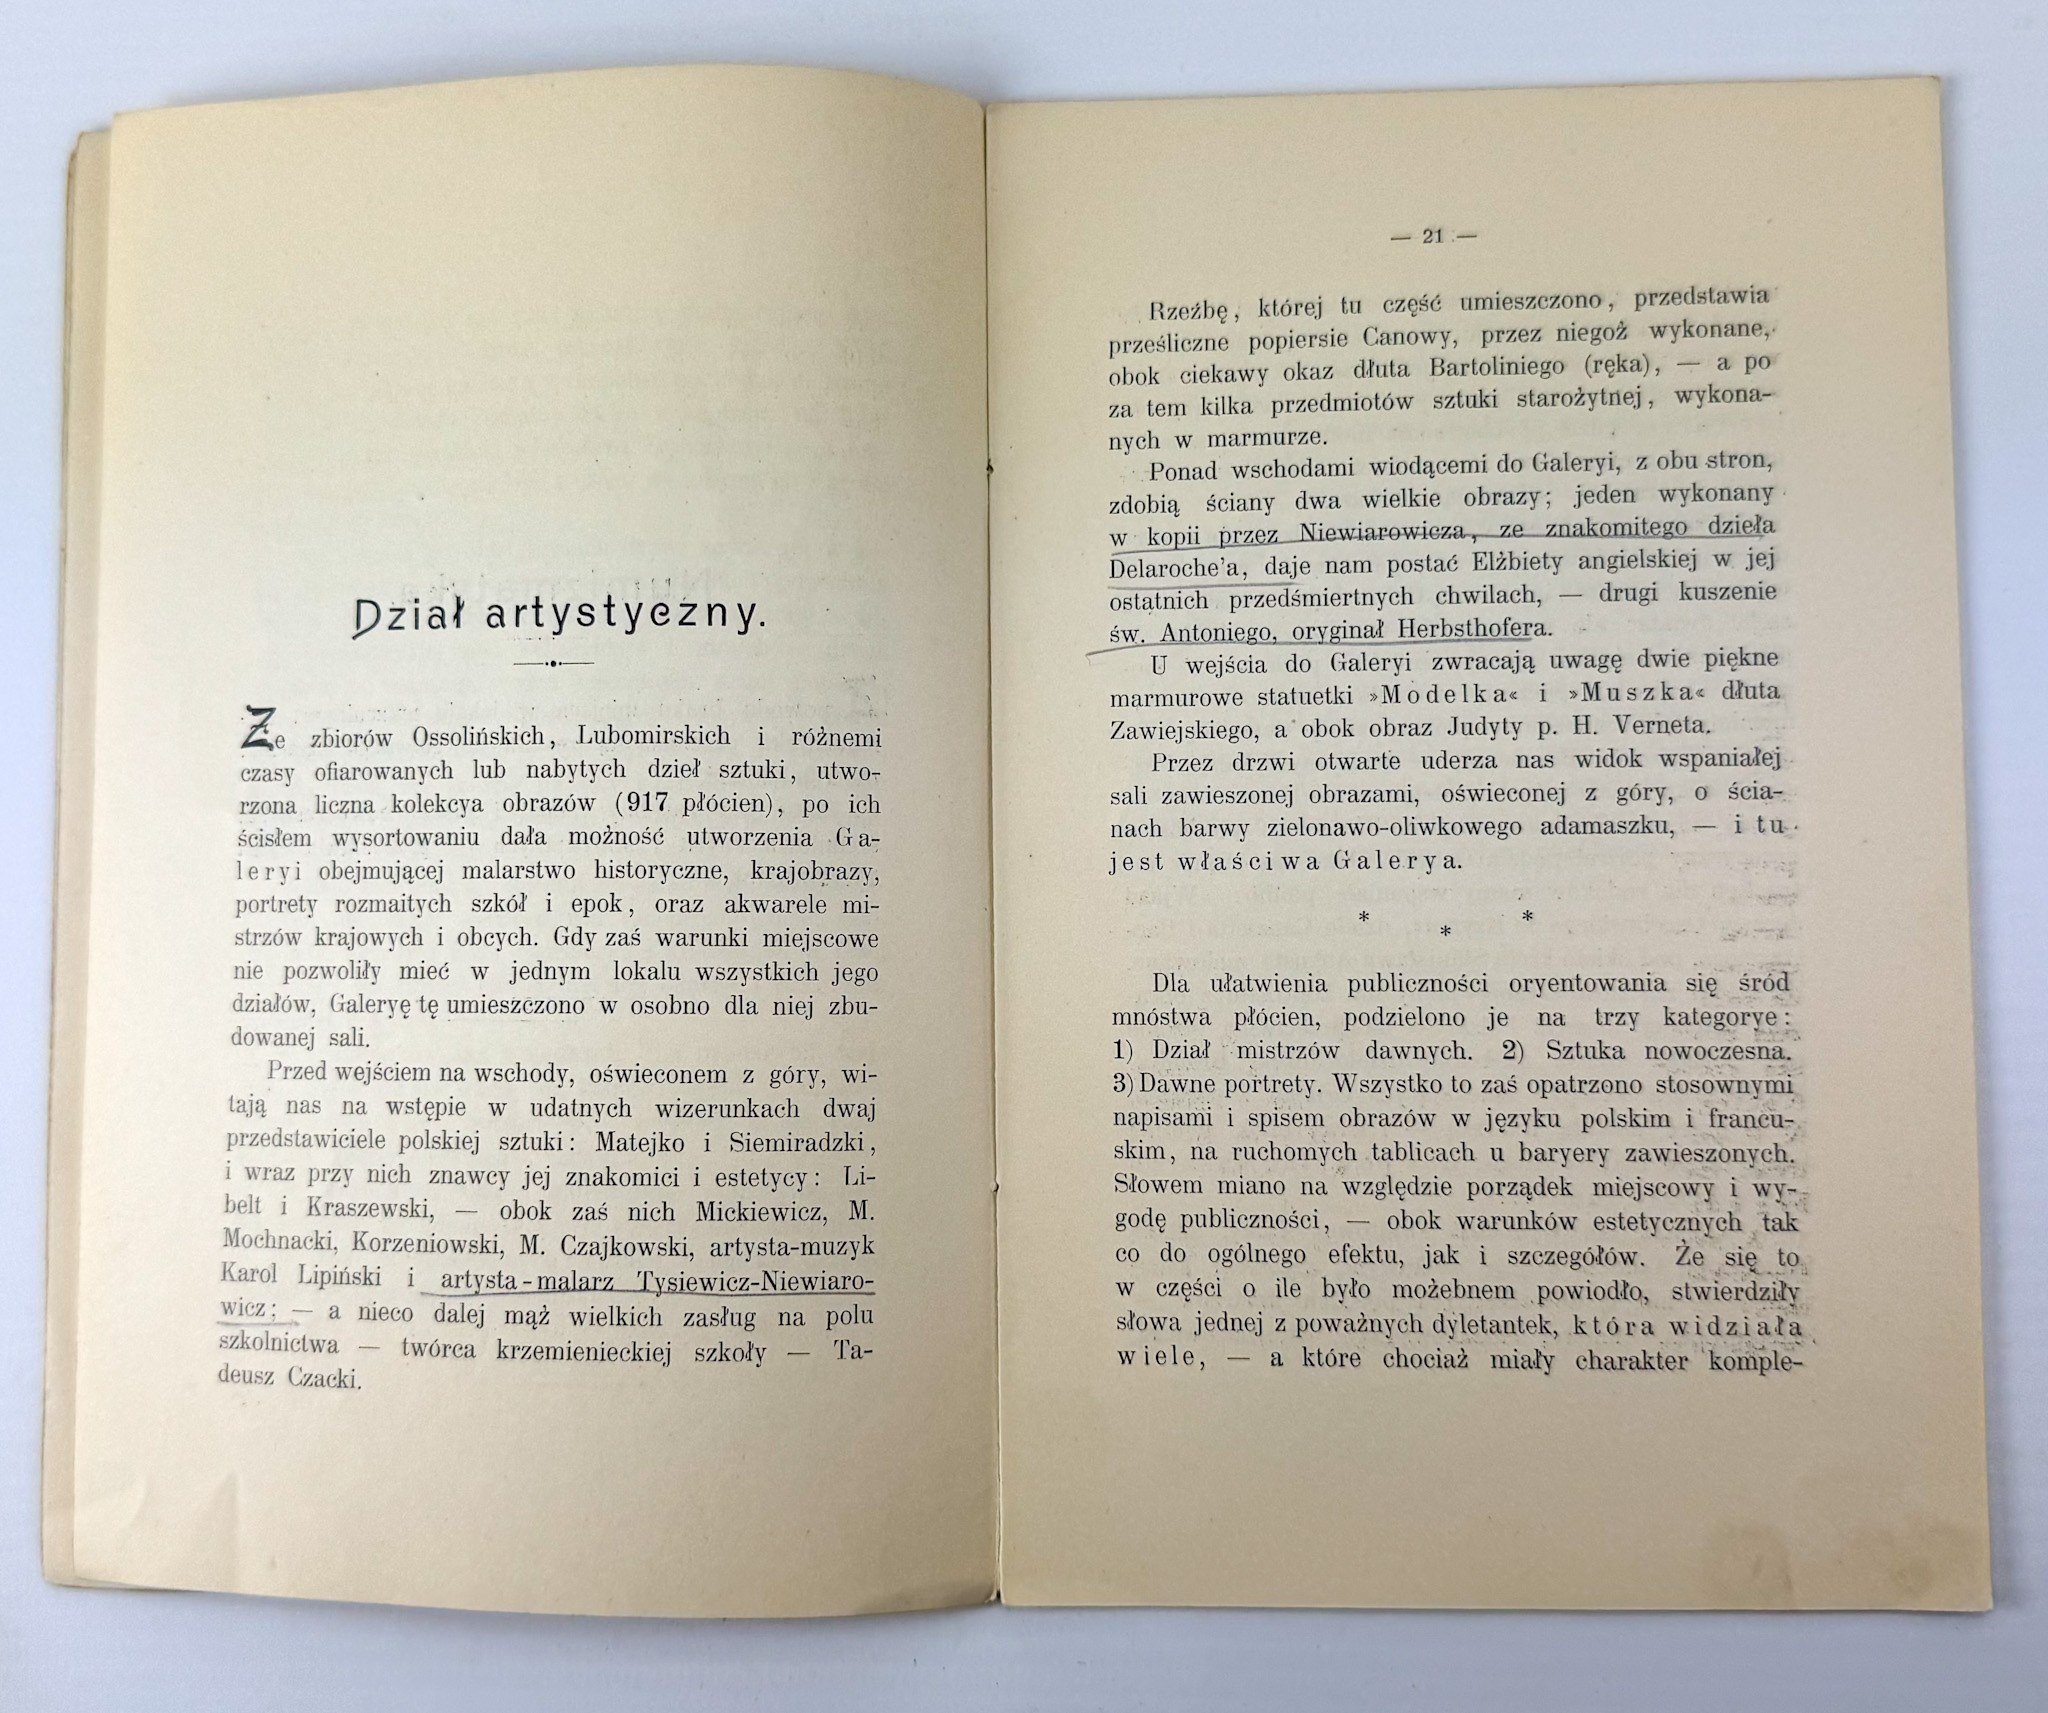 Dział artystyczny.
Ze zbiorów Ossolińskich, Lubomirskich i różnemi
czasy ofiarowanych lub nabytych dzieł sztuki, utwo-
rzona liczna kolekcya obrazów (917 płócien), po ich
ścisłem wysortowaniu dała możność utworzenia Ga-
leryi obejmującej malarstwo historyczne, krajobrazy,
portrety rozmaitych szkół i epok, oraz akwarele mi-
strzów krajowych i obcych. Gdy zaś warunki miejscowe
nie pozwoliły mieć w jednym lokalu wszystkich jego
działów, Galeryę tę umieszczono w osobno dla niej zbu-
dowanej sali.
Przed wejściem na wschody, oświeconem z góry, wi-
tają nas na wstępie w udatnych wizerunkach dwaj
przedstawiciele polskiej sztuki: Matejko i Siemiradzki,
i wraz przy nich znawcy jej znakomici i estetycy: Li-
belt i Kraszewski, — obok zaś nich Mickiewicz, M.
Mochnacki, Korzeniowski, M. Czajkowski, artysta-muzyk
Karol Lipiński i artysta-malarz Tysiewicz-Niewiaro-
wicz; — a nieco dalej mąż wielkich zasług na polu
szkolnictwa — twórca krzemienieckiej szkoły — Ta-
deusz Czacki.
— 21 —
Rzeźbę, której tu część umieszczono, przedstawia
prześliczne popiersie Canowy, przez niegoż wykonane,
obok ciekawy okaz dłuta Bartoliniego (ręka), — a po
za tem kilka przedmiotów sztuki starożytnej, wykona-
nych w marmurze.
Ponad wschodami wiodącemi do Galeryi, z obu stron,
zdobią ściany dwa wielkie obrazy; jeden wykonany
w kopii przez Niewiarowicza, ze znakomitego dzieła
Delaroche'a, daje nam postać Elżbiety angielskiej w jej
ostatnich przedśmiertnych chwilach, — drugi kuszenie
św. Antoniego, oryginał Herbsthofera.
U wejścia do Galeryi zwracają uwagę dwie piękne
marmurowe statuetki »Modelka« i »Muszka« dłuta
Zawiejskiego, a obok obraz Judyty p. H. Verneta.
Przez drzwi otwarte uderza nas widok wspaniałej
sali zawieszonej obrazami, oświeconej z góry, o ścia-
nach barwy zielonawo-oliwkowego adamaszku, — i tu
jest właściwa Galerya.
* * *
Dla ułatwienia publiczności oryentowania się śród
mnóstwa płócien, podzielono je na trzy kategorye:
1) Dział mistrzów dawnych. 2) Sztuka nowoczesna.
3) Dawne portrety. Wszystko to zaś opatrzono stosownymi
napisami i spisem obrazów w języku polskim i francu-
skim, na ruchomych tablicach u baryery zawieszonych.
Słowem miano na względzie porządek miejscowy i wy-
godę publiczności, — obok warunków estetycznych tak
co do ogólnego efektu, jak i szczegółów. Że się to
w części o ile było możebnem powiodło, stwierdziły
słowa jednej z poważnych dyletantek, która widziała
wiele, — a które chociaż miały charakter komple-